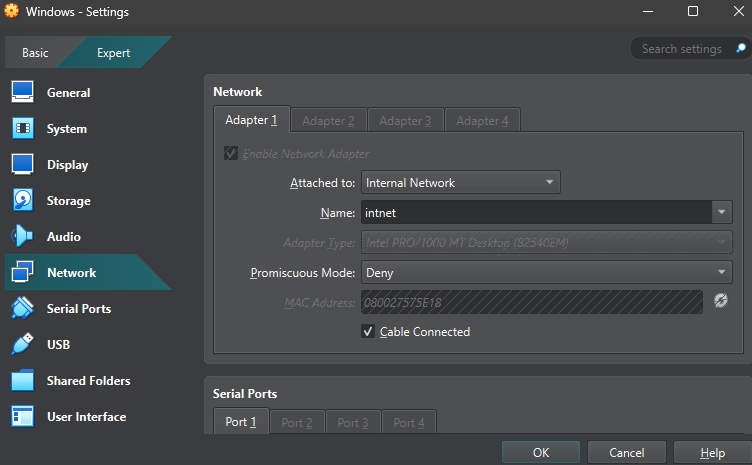 Windows - Settings
Basic
Expert
Search settings
General
System
Display
Storage
Audio
Network
Serial Ports
USB
Shared Folders
User Interface
Network
Adapter 1
Adapter 2
Adapter 3
Adapter 4
Enable Network Adapter
Attached to: Internal Network
Name: intnet
Adapter Type: Intel PRO/1000 MT Desktop (82540EM)
Promiscuous Mode: Deny
MAC Address: 080027575E18
Cable Connected
Serial Ports
Port 1
Port 2
Port 3
Port 4
OK
Cancel
Help